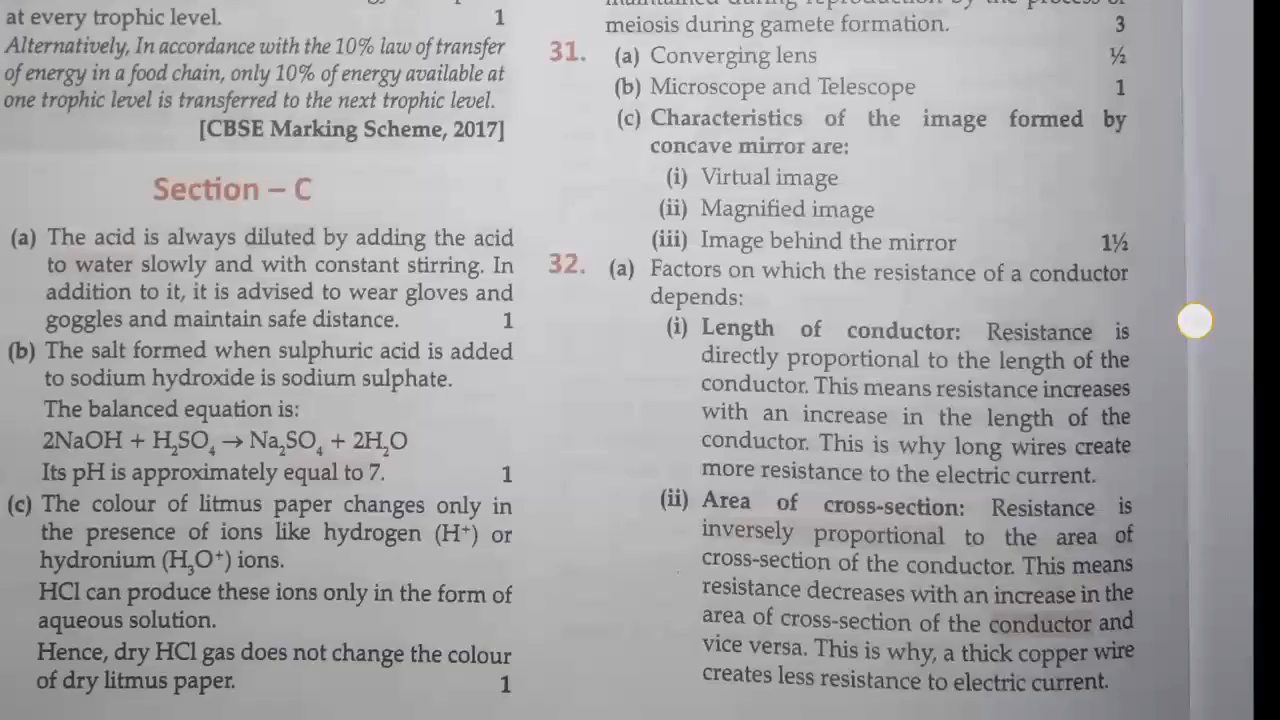 at every trophic level. 1
Alternatively, In accordance with the 10% law of transfer
of energy in a food chain, only 10% of energy available at
one trophic level is transferred to the next trophic level.
[CBSE Marking Scheme, 2017]
Section – C
(a) The acid is always diluted by adding the acid
to water slowly and with constant stirring. In
addition to it, it is advised to wear gloves and
goggles and maintain safe distance. 1
(b) The salt formed when sulphuric acid is added
to sodium hydroxide is sodium sulphate.
The balanced equation is:
2NaOH + H₂SO₄ → Na₂SO₄ + 2H₂O
Its pH is approximately equal to 7. 1
(c) The colour of litmus paper changes only in
the presence of ions like hydrogen (H⁺) or
hydronium (H₃O⁺) ions.
HCl can produce these ions only in the form of
aqueous solution.
Hence, dry HCl gas does not change the colour
of dry litmus paper. 1
maintained during reproduction by the process of
meiosis during gamete formation. 3
31. (a) Converging lens ½
(b) Microscope and Telescope 1
(c) Characteristics of the image formed by
concave mirror are:
(i) Virtual image
(ii) Magnified image
(iii) Image behind the mirror 1½
32. (a) Factors on which the resistance of a conductor
depends:
(i) Length of conductor: Resistance is
directly proportional to the length of the
conductor. This means resistance increases
with an increase in the length of the
conductor. This is why long wires create
more resistance to the electric current.
(ii) Area of cross-section: Resistance is
inversely proportional to the area of
cross-section of the conductor. This means
resistance decreases with an increase in the
area of cross-section of the conductor and
vice versa. This is why, a thick copper wire
creates less resistance to electric current.